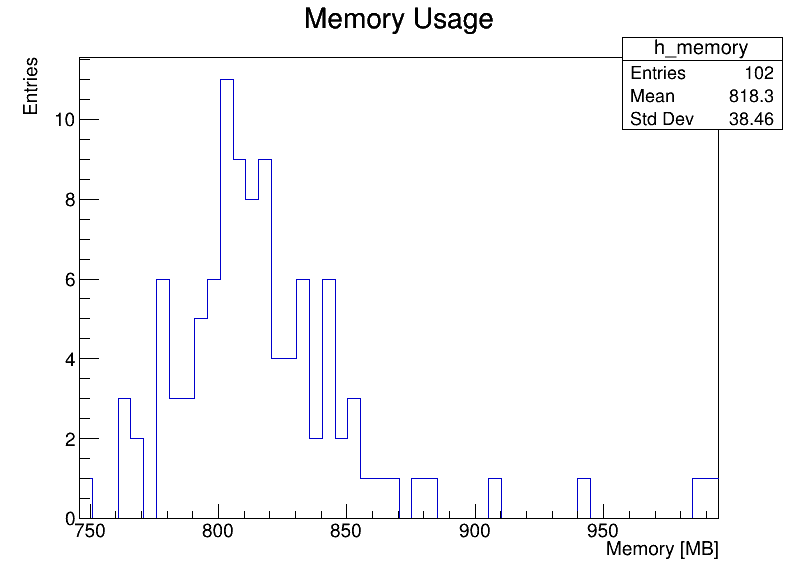 Memory Usage
h_memory
Entries 102
Mean 818.3
Std Dev 38.46
Entries
10
8
6
4
2
0
750 800 850 900 950
Memory [MB]